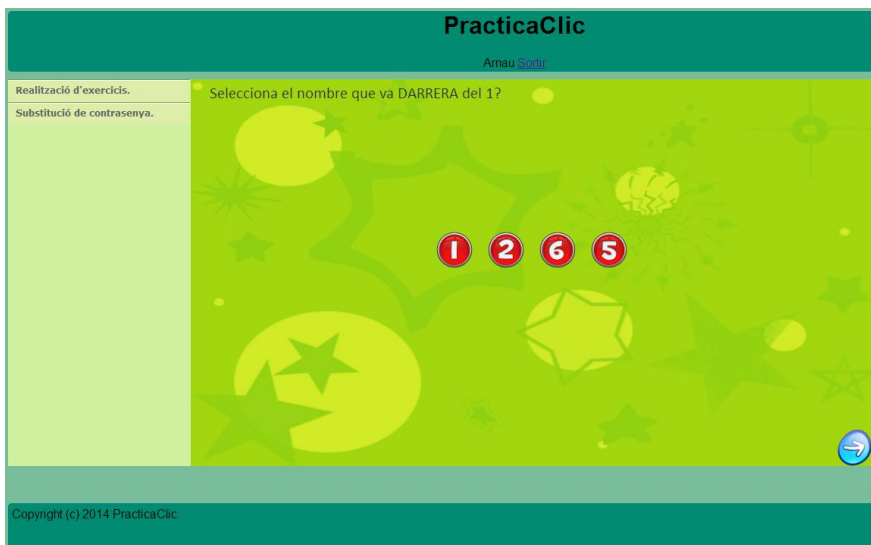 PracticaClic
Arnau Sortir
Realització d'exercicis.
Substitució de contrasenya.
Selecciona el nombre que va DARRERA del 1?
1 2 6 5
Copyright (c) 2014 PracticaClic.